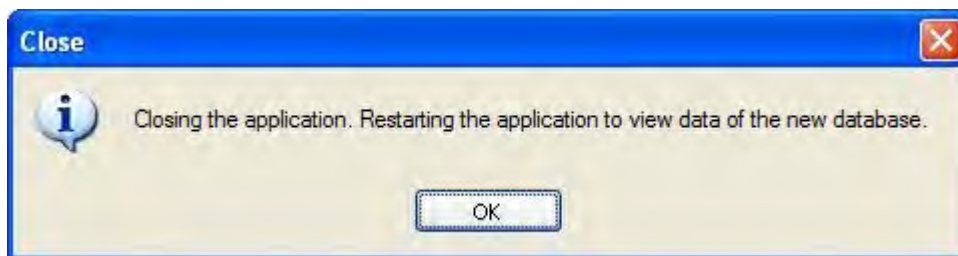 Close
Closing the application. Restarting the application to view data of the new database.
OK